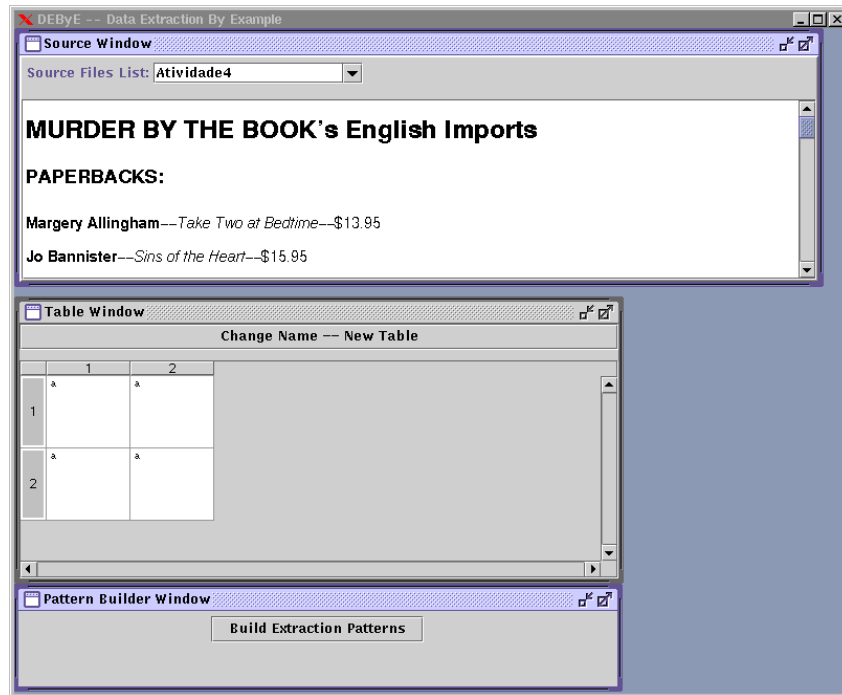 DEByE -- Data Extraction By Example
Source Window
Source Files List: Atividade4
MURDER BY THE BOOK's English Imports
PAPERBACKS:
Margery Allingham--Take Two at Bedtime--$13.95
Jo Bannister--Sins of the Heart--$15.95
Table Window
Change Name -- New Table
1 2
a a
1
a a
2
Pattern Builder Window
Build Extraction Patterns